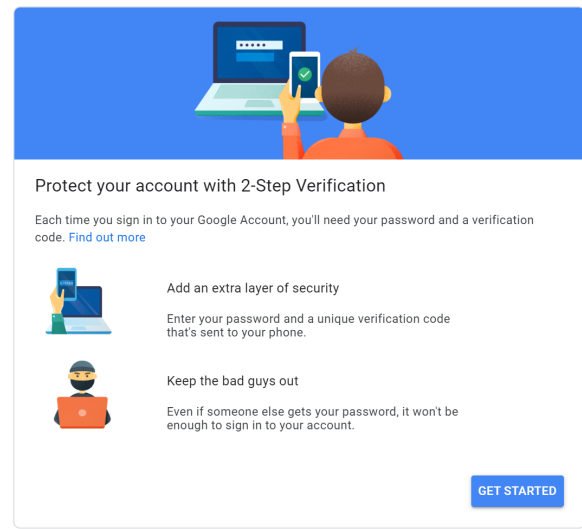 Protect your account with 2-Step Verification
Each time you sign in to your Google Account, you'll need your password and a verification
code. Find out more
Add an extra layer of security
Enter your password and a unique verification code
that's sent to your phone.
Keep the bad guys out
Even if someone else gets your password, it won't be
enough to sign in to your account.
GET STARTED